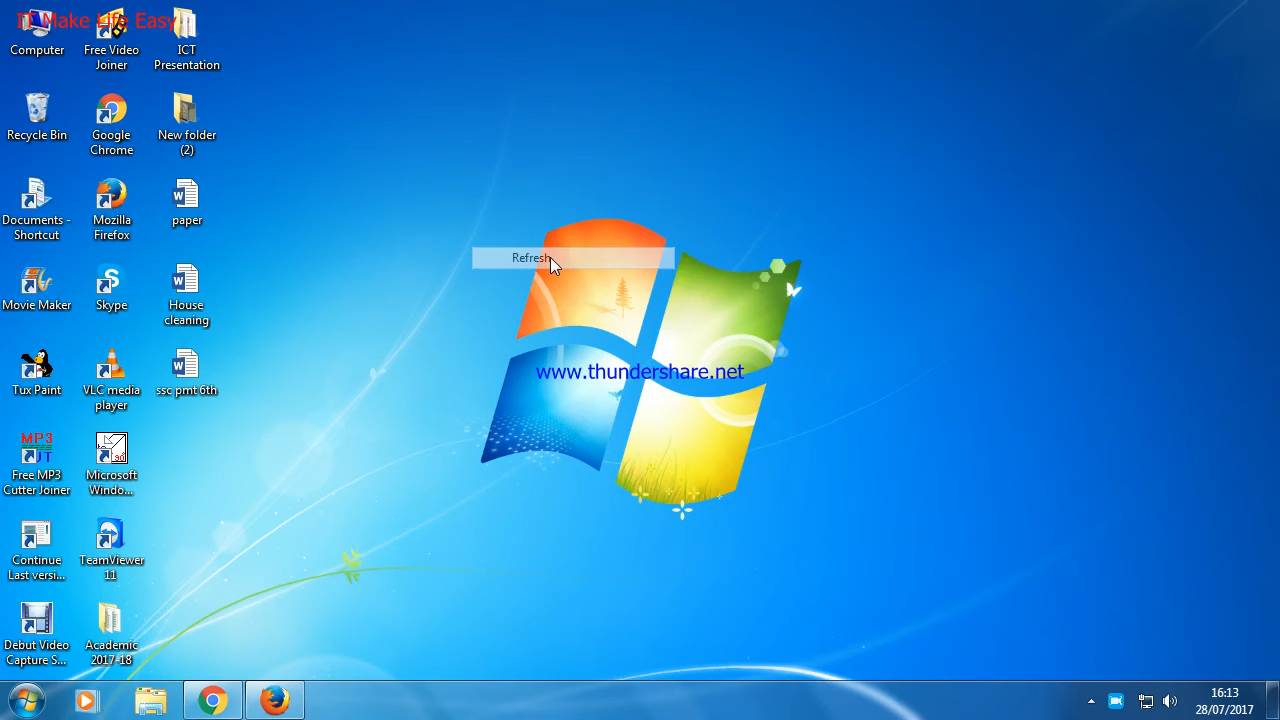 IT Make Life Easy
Computer
Free Video
Joiner
ICT
Presentation
Recycle Bin
Google
Chrome
New folder
(2)
Documents -
Shortcut
Mozilla
Firefox
paper
Movie Maker
Skype
House
cleaning
Tux Paint
VLC media
player
ssc pmt 6th
MP3
Free MP3
Cutter Joiner
Microsoft
Windo...
Continue
Last versi...
TeamViewer
11
Debut Video
Capture S...
Academic
2017-18
Refresh
www.thundershare.net
16:13
28/07/2017